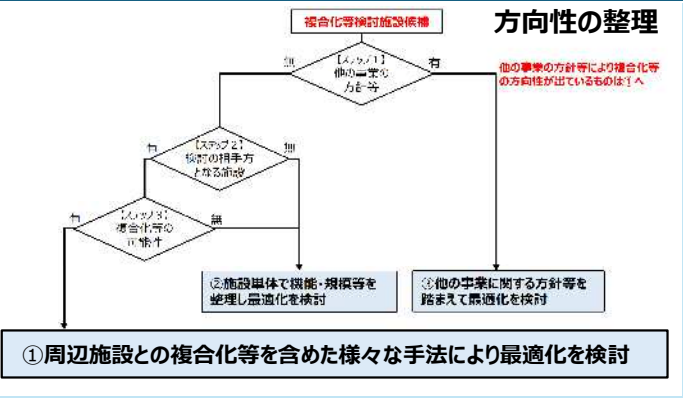 方向性の整理
複合化等検討施設候補
【ステップ1】
他の事業の
方針等
無
有
他の事業の方針等により複合化等
の方向性が出ているものは①へ
【ステップ2】
検討の相手方
となる施設
有
無
【ステップ3】
複合化等の
可能性
有
無
②施設単体で機能・規模等を
整理し最適化を検討
③他の事業に関する方針等を
踏まえて最適化を検討
①周辺施設との複合化等を含めた様々な手法により最適化を検討